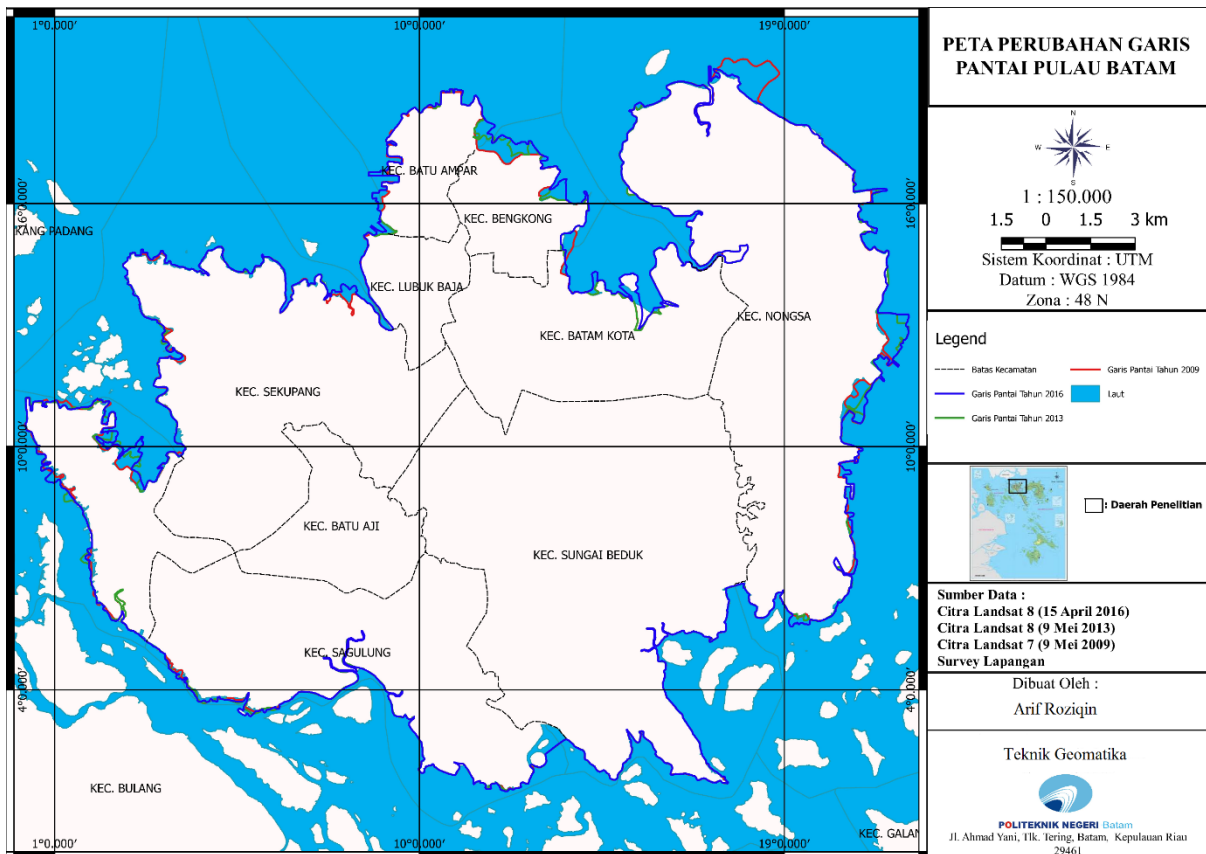 1°0.000' 10°0.000' 19°0.000'
16°0.000' 16°0.000'
10°0.000' 10°0.000'
4°0.000' 4°0.000'
1°0.000' 10°0.000' 19°0.000'
KEC. BATU AMPAR
KEC. BENGKONG
KANG PADANG
KEC. LUBUK BAJA
KEC. NONGSA
KEC. BATAM KOTA
KEC. SEKUPANG
KEC. BATU AJI
KEC. SUNGAI BEDUK
KEC. SAGULUNG
KEC. BULANG
KEC. GALAN
PETA PERUBAHAN GARIS
PANTAI PULAU BATAM
N
W E
S
1 : 150.000
1.5 0 1.5 3 km
Sistem Koordinat : UTM
Datum : WGS 1984
Zona : 48 N
Legend
Batas Kecamatan
Garis Pantai Tahun 2016
Garis Pantai Tahun 2013
Garis Pantai Tahun 2009
Laut
: Daerah Penelitian
Sumber Data :
Citra Landsat 8 (15 April 2016)
Citra Landsat 8 (9 Mei 2013)
Citra Landsat 7 (9 Mei 2009)
Survey Lapangan
Dibuat Oleh :
Arif Roziqin
Teknik Geomatika
POLITEKNIK NEGERI Batam
Jl. Ahmad Yani, Tlk. Tering, Batam, Kepulauan Riau
29461